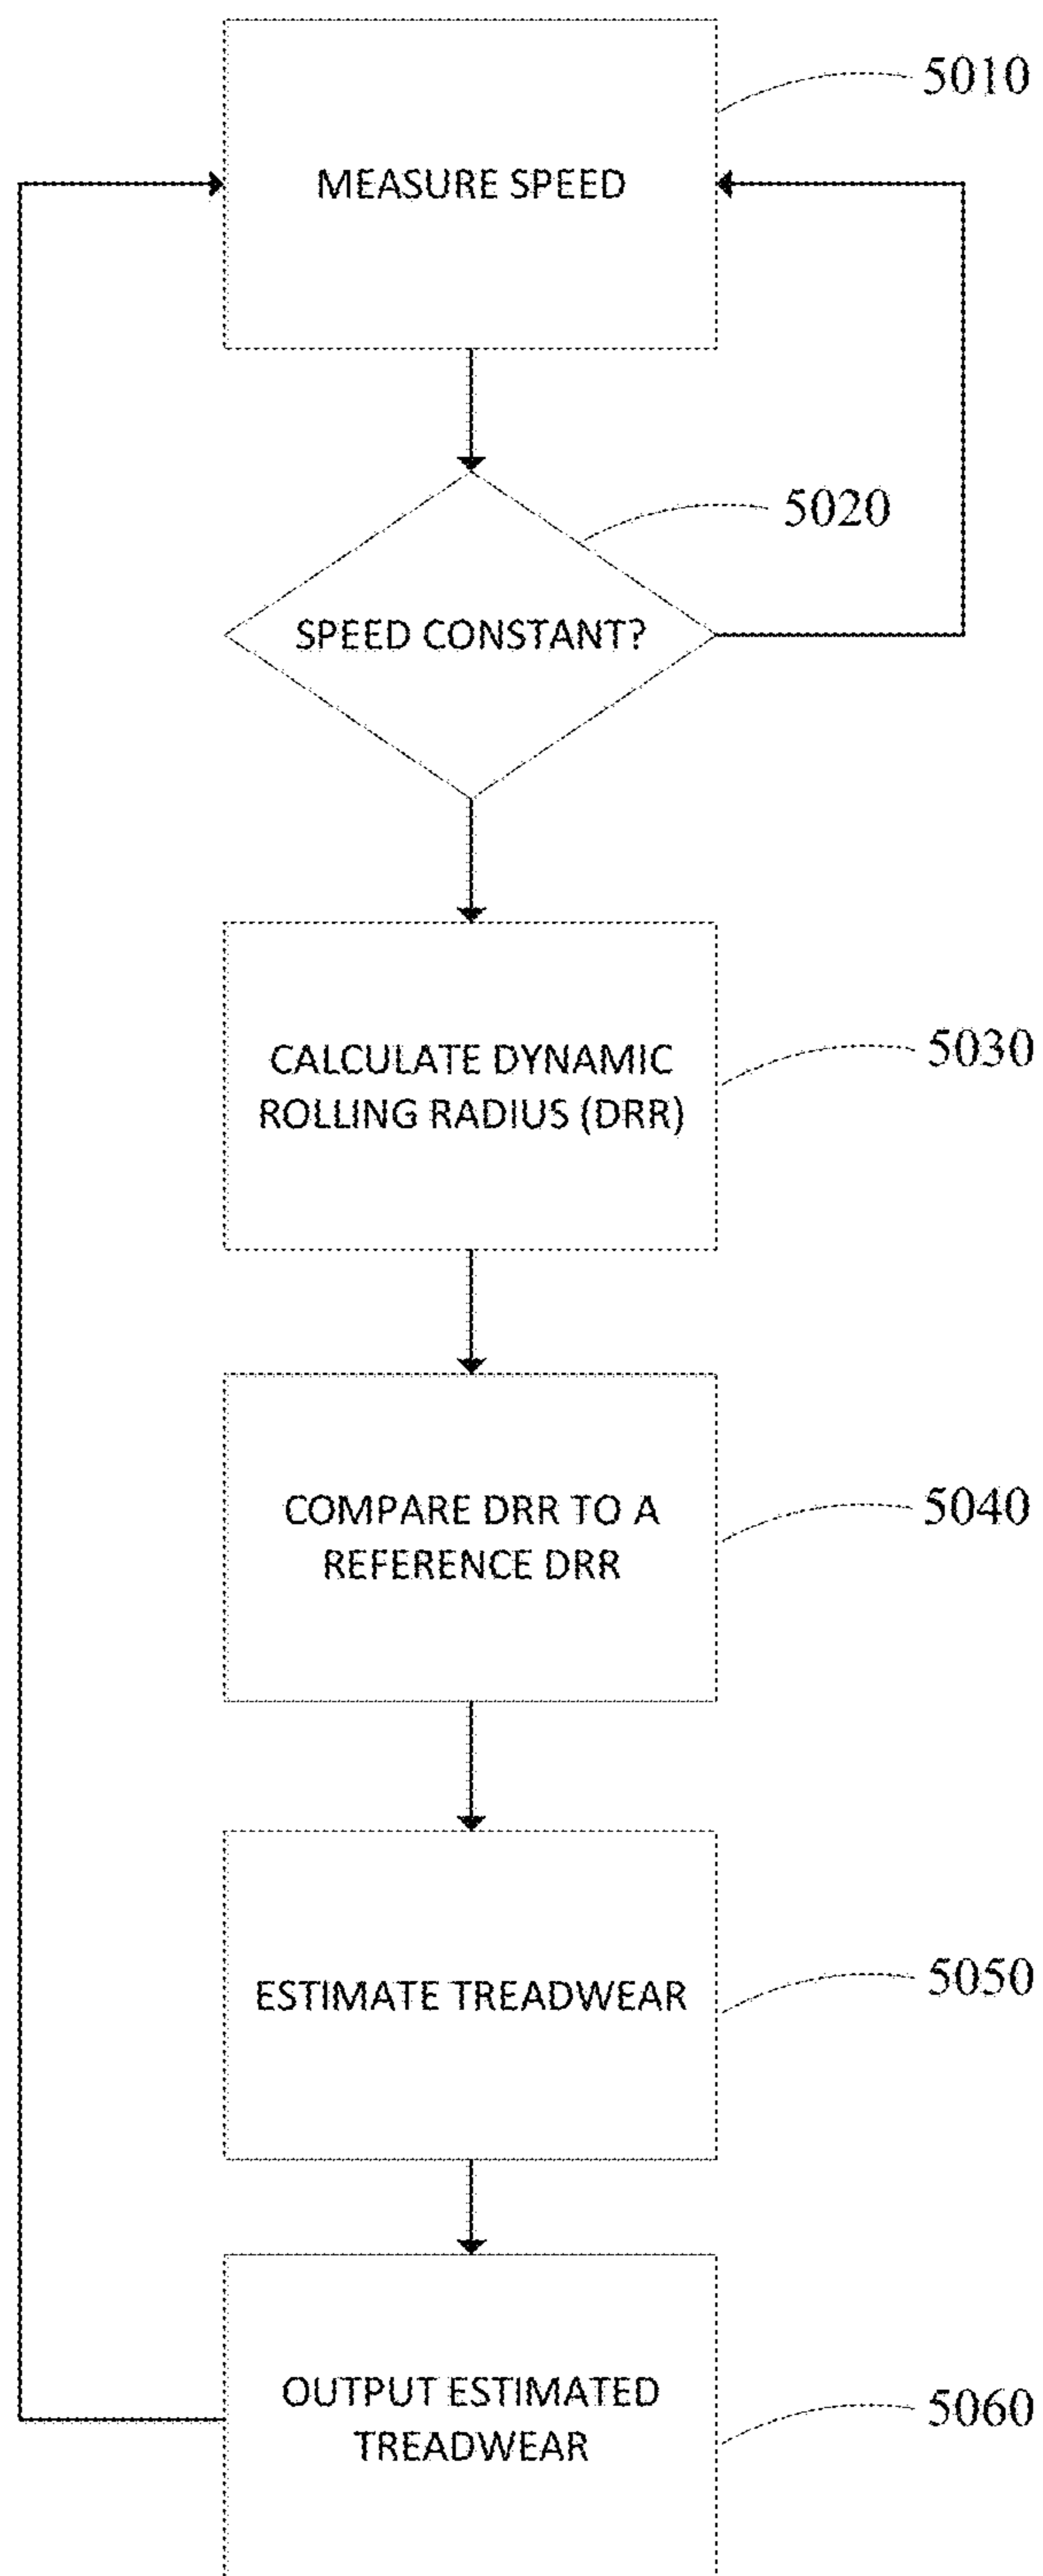 5010
MEASURE SPEED
5020
SPEED CONSTANT?
5030
CALCULATE DYNAMIC
ROLLING RADIUS (DRR)
5040
COMPARE DRR TO A
REFERENCE DRR
5050
ESTIMATE TREADWEAR
5060
OUTPUT ESTIMATED
TREADWEAR